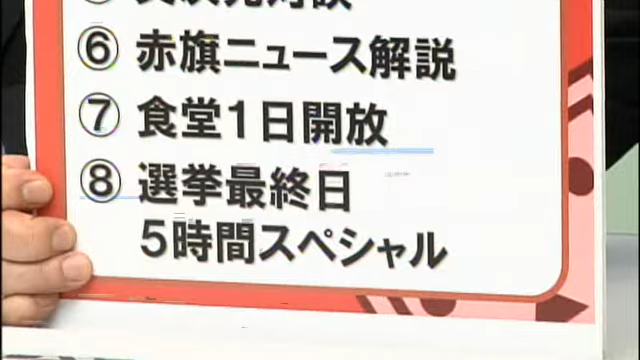 ⑥ 赤旗ニュース解説
⑦ 食堂1日開放
⑧ 選挙最終日
5時間スペシャル